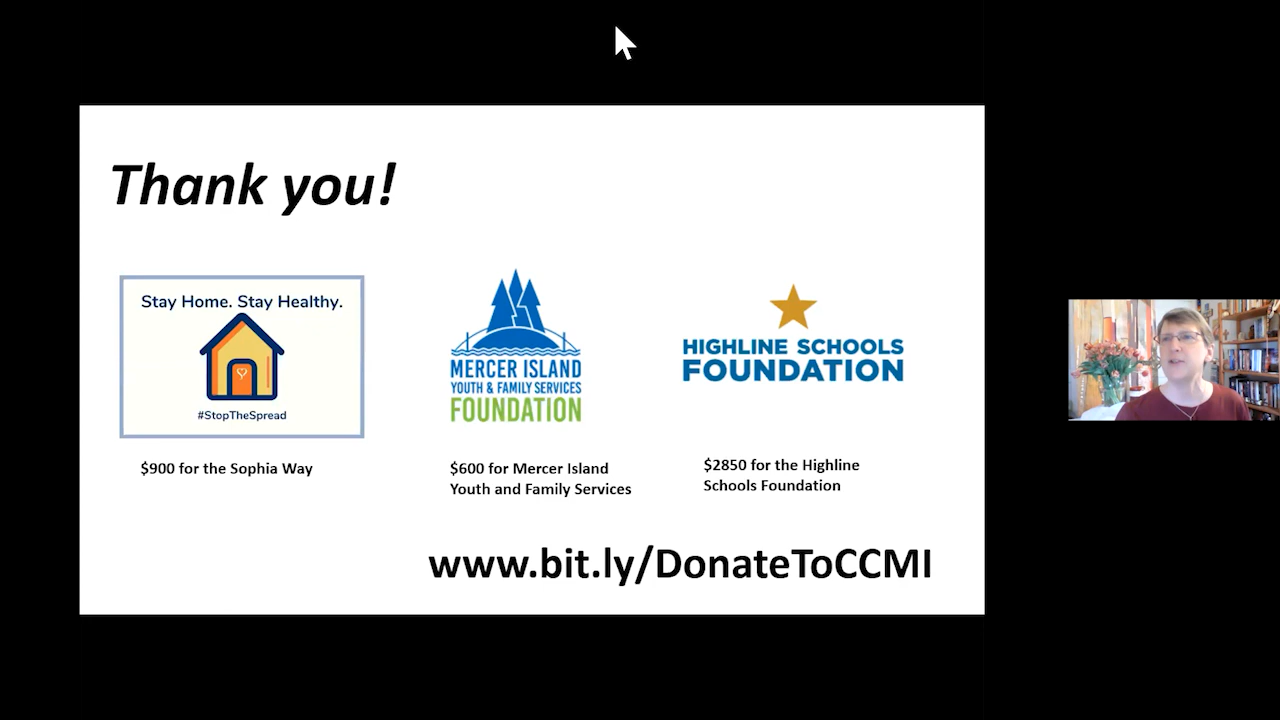 Thank you!
Stay Home. Stay Healthy.
#StopTheSpread
MERCER ISLAND
YOUTH & FAMILY SERVICES
FOUNDATION
HIGHLINE SCHOOLS
FOUNDATION
$900 for the Sophia Way
$600 for Mercer Island
Youth and Family Services
$2850 for the Highline
Schools Foundation
www.bit.ly/DonateToCCMI